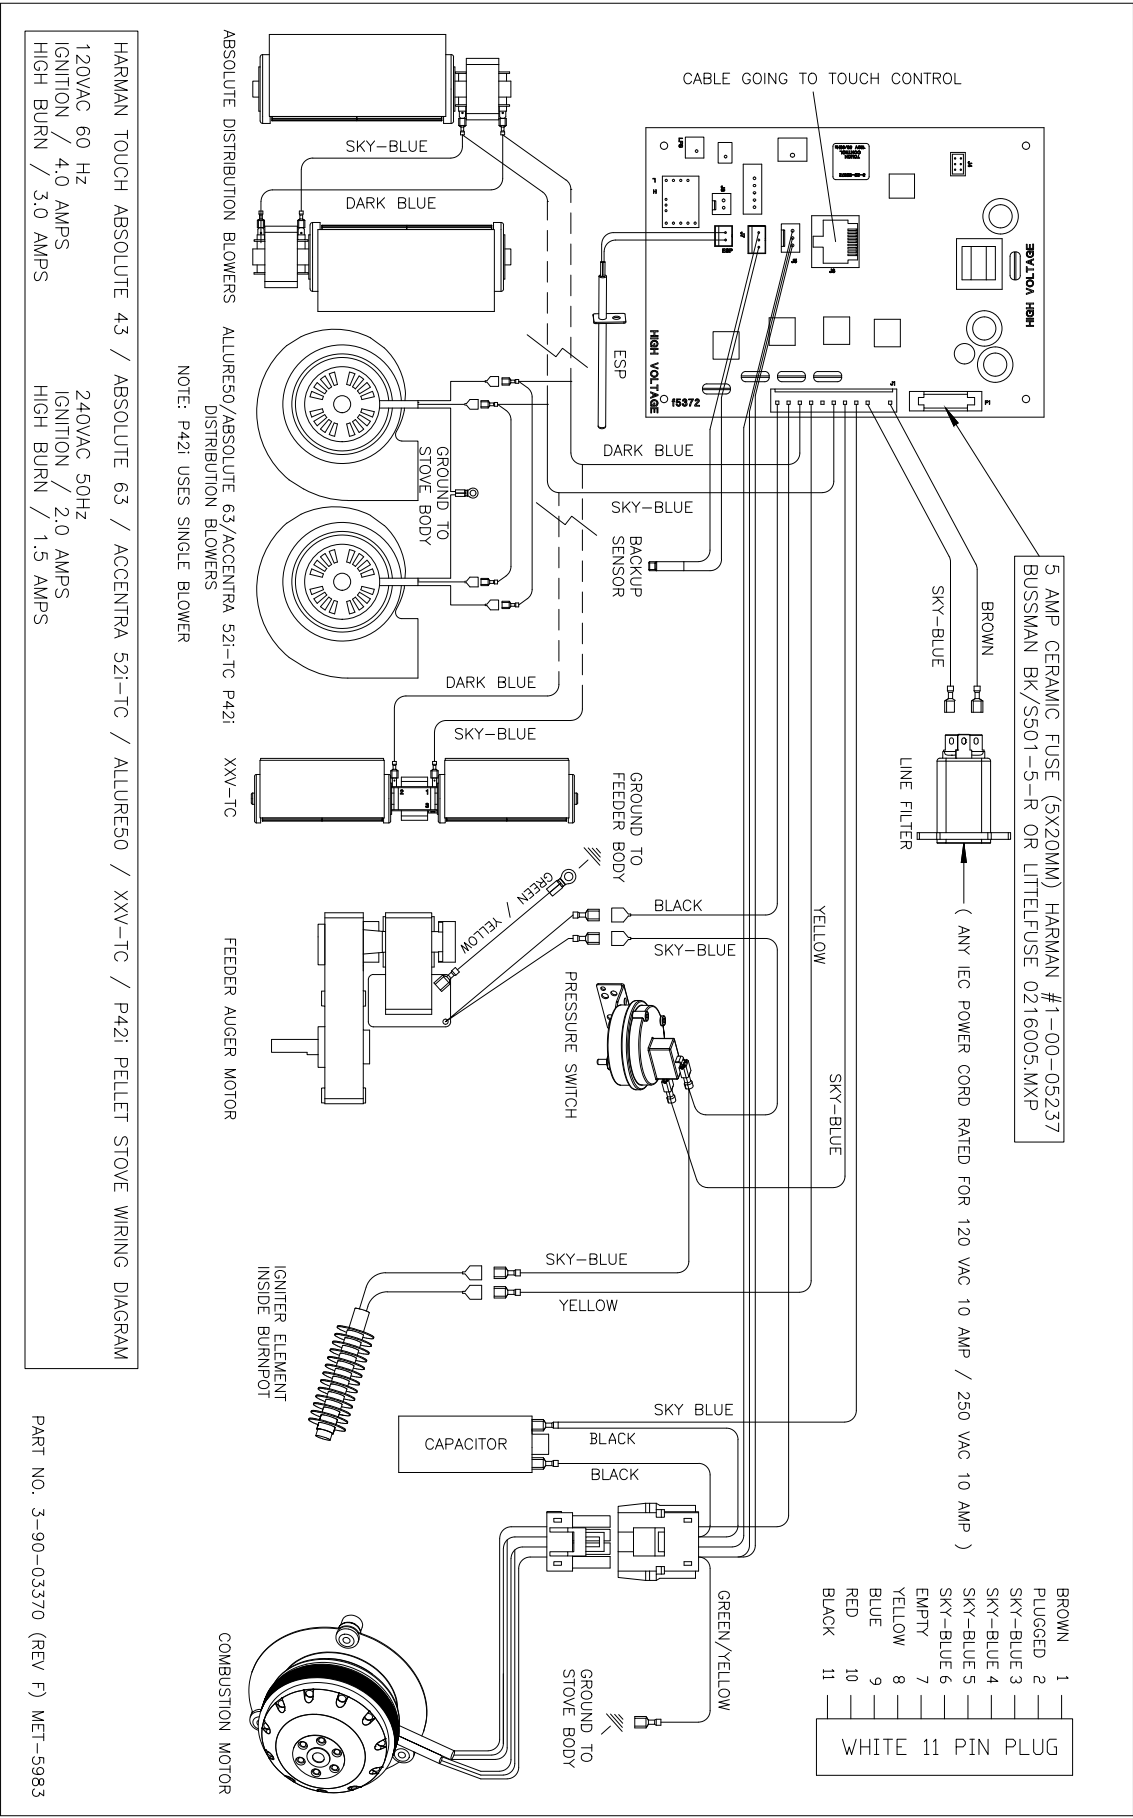 CABLE GOING TO TOUCH CONTROL
HIGH VOLTAGE
HIGH VOLTAGE
f5372
ESP
5 AMP CERAMIC FUSE (5X20MM) HARMAN #1-00-05237
BUSSMAN BK/S501-5-R OR LITTELFUSE 0216005.MXP
BROWN
SKY-BLUE
LINE FILTER
( ANY IEC POWER CORD RATED FOR 120 VAC 10 AMP / 250 VAC 10 AMP )
BROWN 1
PLUGGED 2
SKY-BLUE 3
SKY-BLUE 4
SKY-BLUE 5
SKY-BLUE 6
EMPTY 7
YELLOW 8
BLUE 9
RED 10
BLACK 11
WHITE 11 PIN PLUG
SKY-BLUE
DARK BLUE
ESP
DARK BLUE
SKY-BLUE
BACKUP
SENSOR
GROUND TO
STOVE BODY
DARK BLUE
SKY-BLUE
2
1
3
GROUND TO
FEEDER BODY
GREEN / YELLOW
BLACK
SKY-BLUE
YELLOW
PRESSURE SWITCH
SKY-BLUE
SKY-BLUE
YELLOW
IGNITER ELEMENT
INSIDE BURNPOT
SKY BLUE
BLACK
BLACK
CAPACITOR
GREEN/YELLOW
GROUND TO
STOVE BODY
ABSOLUTE DISTRIBUTION BLOWERS
ALLURE50/ABSOLUTE 63/ACCENTRA 52i-TC P42i
DISTRIBUTION BLOWERS
NOTE: P42i USES SINGLE BLOWER
XXV-TC
FEEDER AUGER MOTOR
COMBUSTION MOTOR
HARMAN TOUCH ABSOLUTE 43 / ABSOLUTE 63 / ACCENTRA 52i-TC / ALLURE50 / XXV-TC / P42i PELLET STOVE WIRING DIAGRAM
120VAC 60 Hz
IGNITION / 4.0 AMPS
HIGH BURN / 3.0 AMPS
240VAC 50Hz
IGNITION / 2.0 AMPS
HIGH BURN / 1.5 AMPS
PART NO. 3-90-03370 (REV F) MET-5983